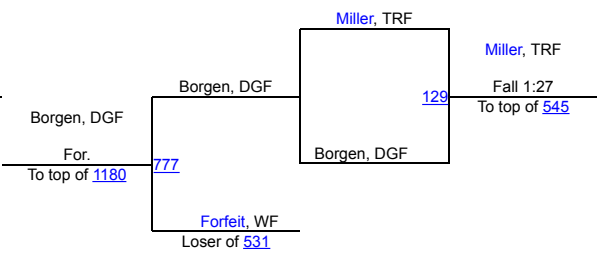 Miller, TRF
Miller, TRF
Borgen, DGF
Fall 1:27
129
To top of 545
Borgen, DGF
Borgen, DGF
For.
777
To top of 1180
Forfeit, WF
Loser of 531